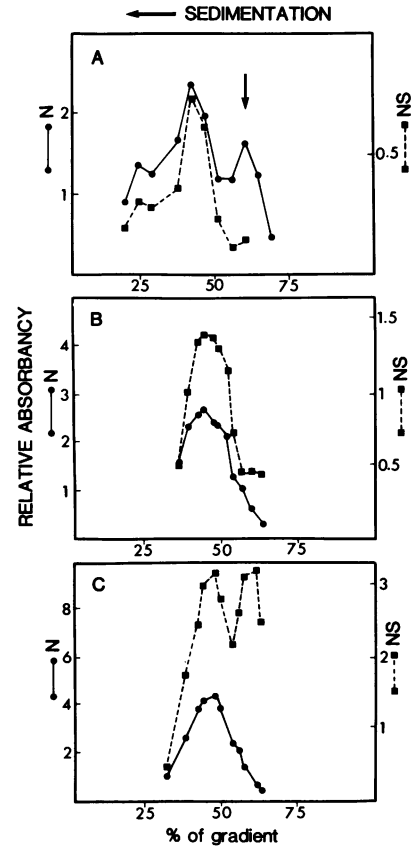 SEDIMENTATION
A
N
2
1
NS
0.5
25 50 75
B
RELATIVE ABSORBANCY
N
4
3
2
1
1.5
NS
1
0.5
25 50 75
C
N
8
6
4
2
3
NS
2
1
25 50 75
% of gradient